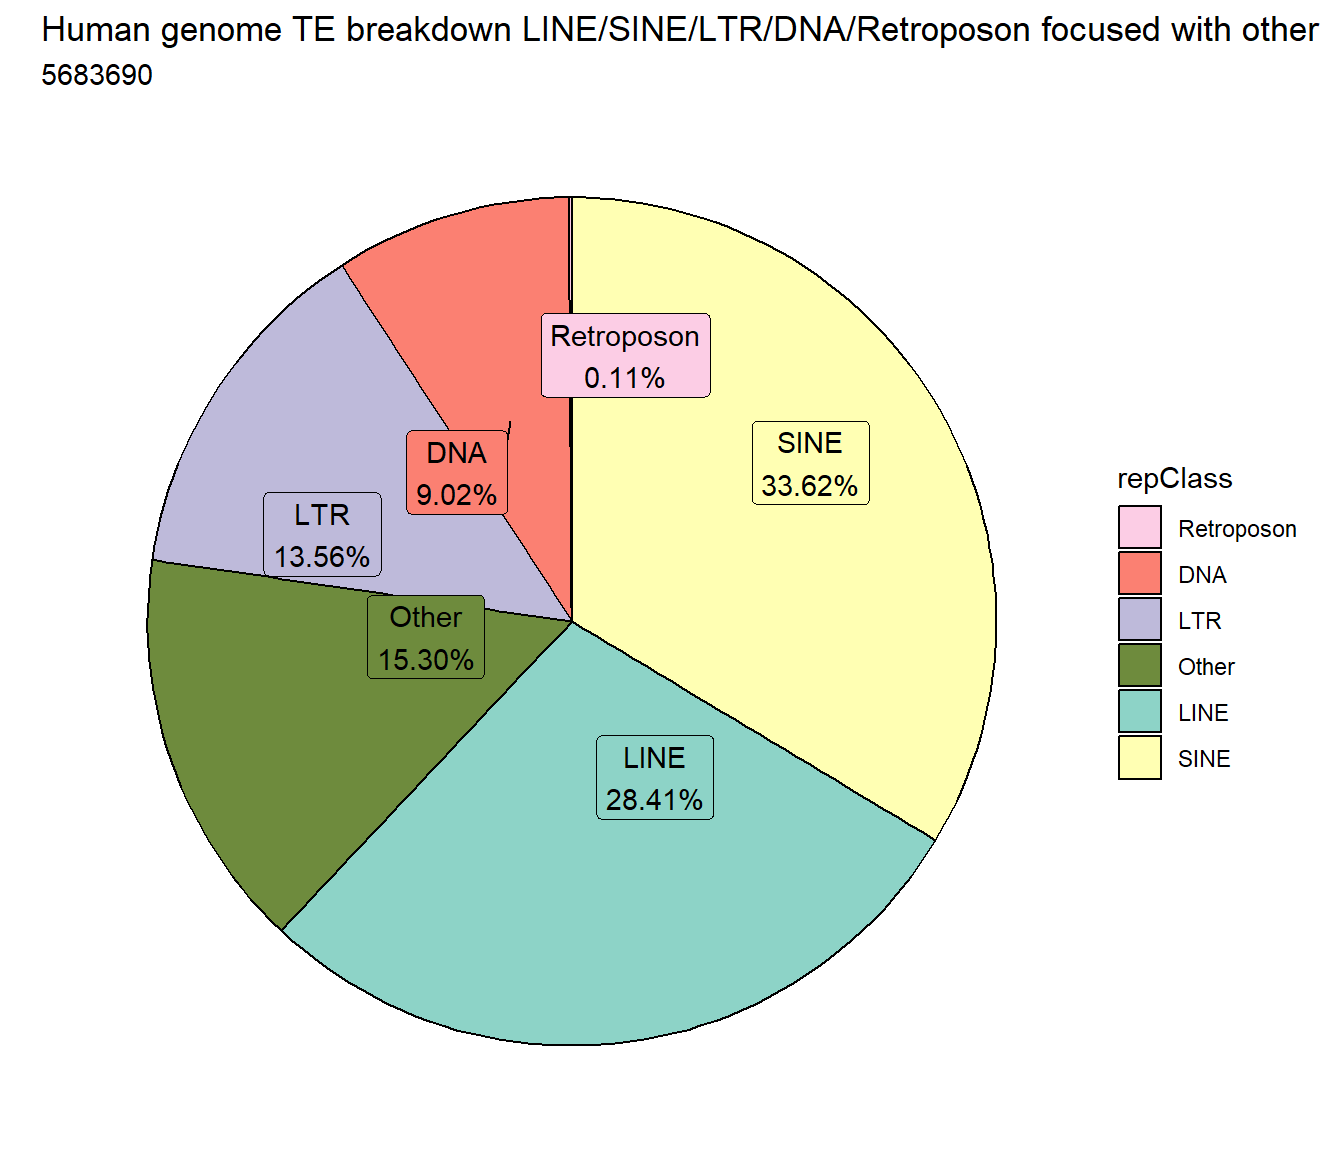 Human genome TE breakdown LINE/SINE/LTR/DNA/Retroposon focused with other
5683690
Retroposon
0.11%
SINE
33.62%
DNA
9.02%
LTR
13.56%
Other
15.30%
LINE
28.41%
repClass
Retroposon
DNA
LTR
Other
LINE
SINE